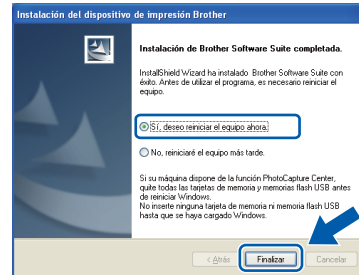 Instalación del dispositivo de impresión Brother
Instalación de Brother Software Suite completada.
InstallShield Wizard ha instalado Brother Software Suite con
éxito. Antes de utilizar el programa, es necesario reiniciar el
equipo.
Sí, deseo reiniciar el equipo ahora.
No, reiniciaré el equipo más tarde.
Si su máquina dispone de la función PhotoCapture Center,
quite todas las tarjetas de memoria y memorias flash USB antes
de reiniciar Windows.
No inserte ninguna tarjeta de memoria ni memoria flash USB
hasta que se haya cargado Windows.
< Atrás
Finalizar
Cancelar